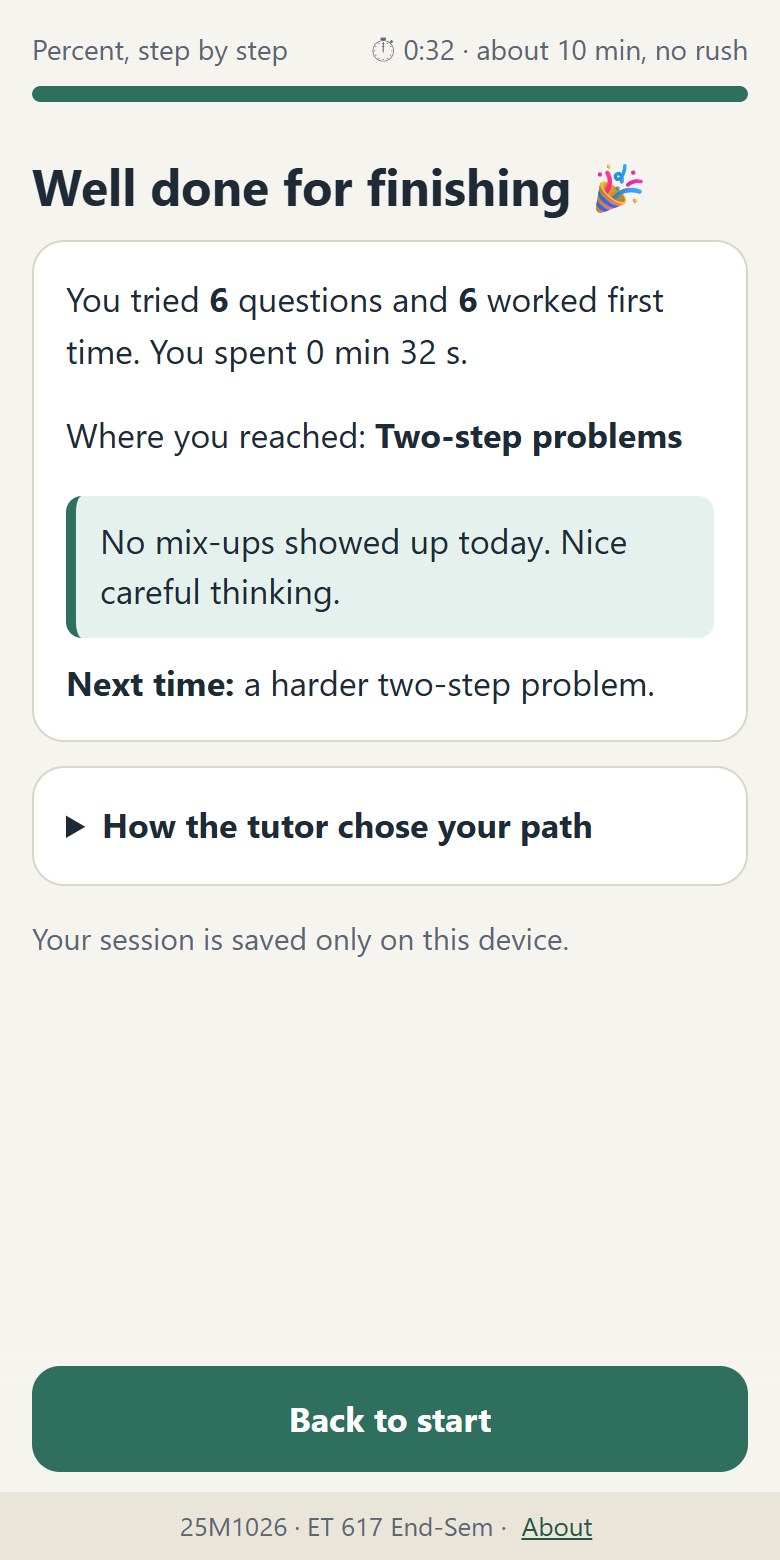 Percent, step by step
⏱ 0:32 · about 10 min, no rush
Well done for finishing 🎉
You tried 6 questions and 6 worked first
time. You spent 0 min 32 s.
Where you reached: Two-step problems
No mix-ups showed up today. Nice
careful thinking.
Next time: a harder two-step problem.
▶ How the tutor chose your path
Your session is saved only on this device.
Back to start
25M1026 · ET 617 End-Sem · About